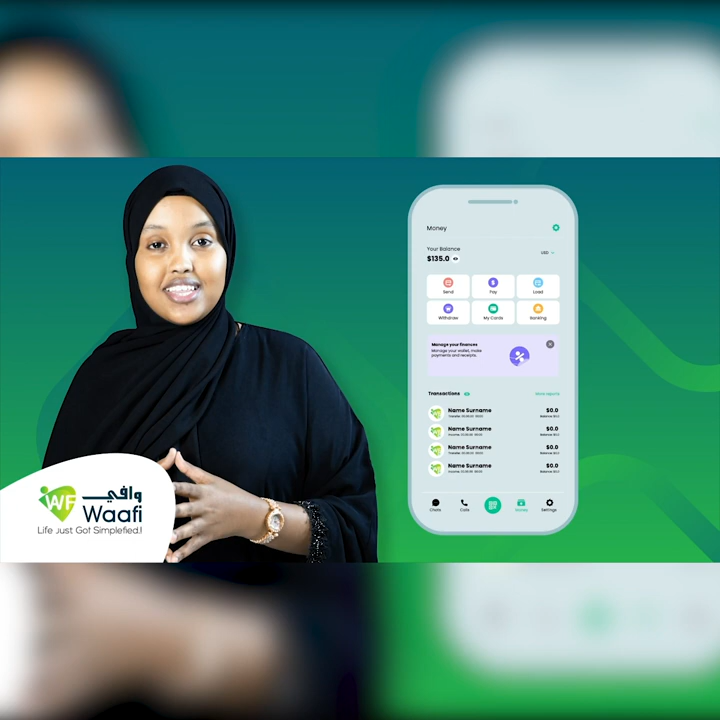 Money
Your Balance
$135.0
USD
Send
Pay
Load
Withdraw
My Cards
Banking
Manage your finances
Manage your wallet, make
payments and receipts.
Transactions
Name Surname
$0.0
Name Surname
$0.0
Name Surname
$0.0
Name Surname
$0.0
Chats
Calls
Money
Settings
WF
وافي
Waafi
Life Just Got Simplefied.!